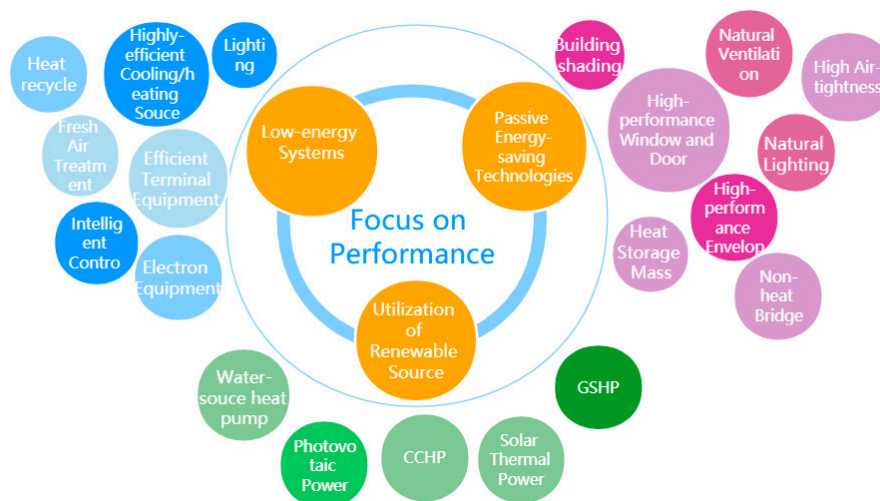 Heat
recycle
Highly-
efficient
Cooling/h
eating
Souce
Lighti
ng
Fresh
Air
Treatme
nt
Efficient
Terminal
Equipment
Intellig
ent
Contro
Electron
Equipment
Low-energy
Systems
Passive
Energy-
saving
Technologies
Focus on
Performance
Utilization
of
Renewable
Source
Building
shading
Natural
Ventilati
on
High Air-
tightness
High-
performance
Window and
Door
Natural
Lighting
High-
perform
ance
Envelop
Heat
Storage
Mass
Non-
heat
Bridge
Water-
souce heat
pump
Photovo
taic
Power
CCHP
Solar
Thermal
Power
GSHP